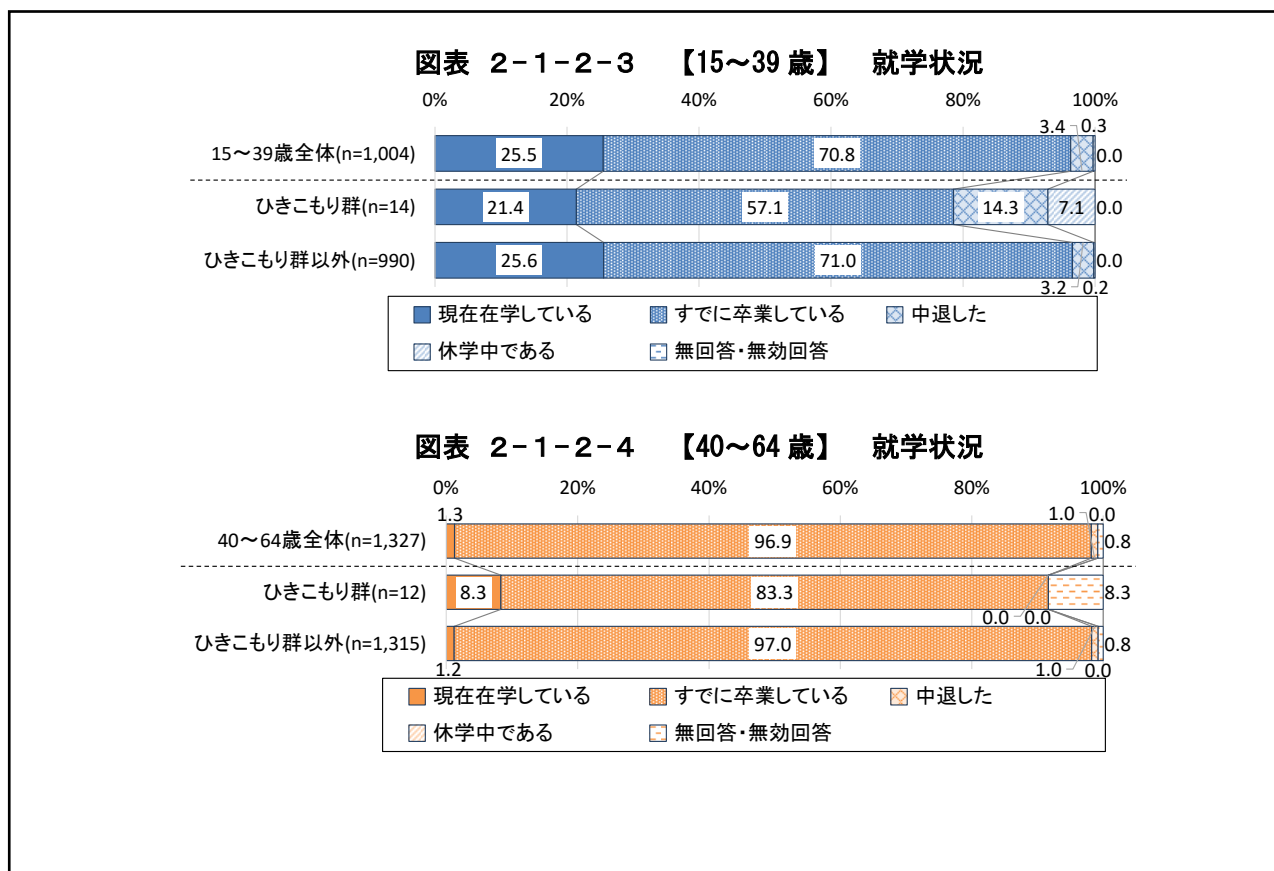 図表 2-1-2-3 【15～39歳】 就学状況
0% 20% 40% 60% 80% 100%
3.4 0.3
15～39歳全体(n=1,004) 25.5 70.8 0.0
ひきこもり群(n=14) 21.4 57.1 14.3 7.1 0.0
ひきこもり群以外(n=990) 25.6 71.0 0.0
3.2 0.2
現在在学している すでに卒業している 中退した
休学中である 無回答・無効回答
図表 2-1-2-4 【40～64歳】 就学状況
0% 20% 40% 60% 80% 100%
1.3 1.0 0.0
40～64歳全体(n=1,327) 96.9 0.8
ひきこもり群(n=12) 8.3 83.3 8.3
0.0 0.0
ひきこもり群以外(n=1,315) 97.0 0.8
1.2 1.0 0.0
現在在学している すでに卒業している 中退した
休学中である 無回答・無効回答